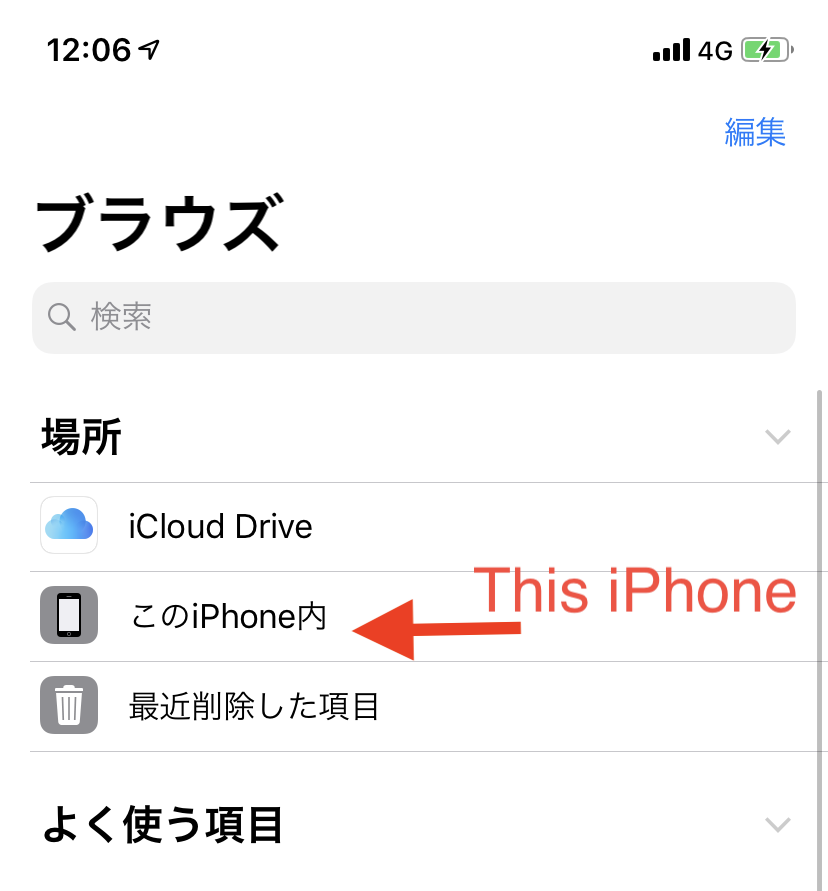 12:06
4G
編集
ブラウズ
検索
場所
iCloud Drive
This iPhone
このiPhone内
最近削除した項目
よく使う項目